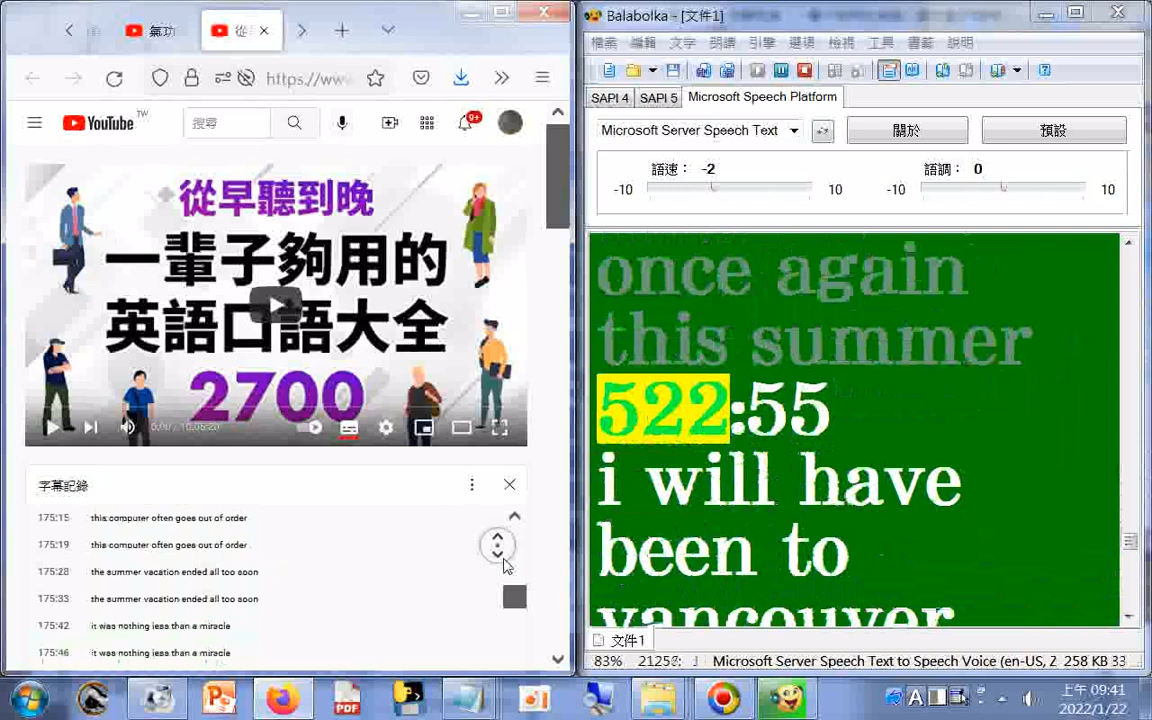 氣功
從
https://www
YouTube TW
搜尋
9+
從早聽到晚
一輩子夠用的
英語口語大全
2700
字幕記錄
175:15 this computer often goes out of order
175:19 this computer often goes out of order
175:28 the summer vacation ended all too soon
175:33 the summer vacation ended all too soon
175:42 it was nothing less than a miracle
175:46 it was nothing less than a miracle
Balabolka - [文件1]
檔案 編輯 文字 朗讀 引擎 選項 檢視 工具 書籤 說明
SAPI 4 SAPI 5 Microsoft Speech Platform
Microsoft Server Speech Text 關於 預設
語速: -2 語調: 0
-10 10 -10 10
once again
this summer
522:55
i will have
been to
vancouver
文件1
83% Microsoft Server Speech Text to Speech Voice (en-US, 2 258 KB 33
PDF
A
上午 09:41
2022/1/22